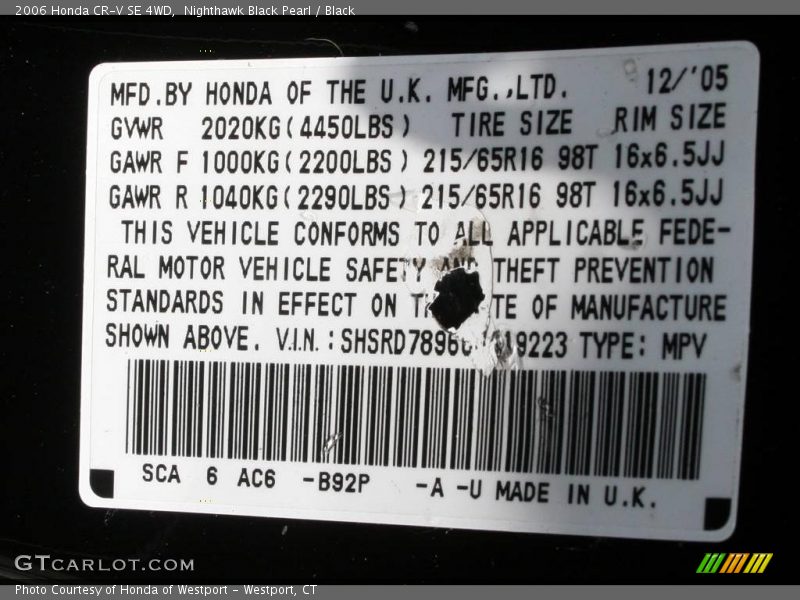 2006 Honda CR-V SE 4WD, Nighthawk Black Pearl / Black
MFD.BY HONDA OF THE U.K. MFG.,LTD. 12/'05
GVWR 2020KG(4450LBS) TIRE SIZE RIM SIZE
GAWR F 1000KG(2200LBS) 215/65R16 98T 16x6.5JJ
GAWR R 1040KG(2290LBS) 215/65R16 98T 16x6.5JJ
THIS VEHICLE CONFORMS TO ALL APPLICABLE FEDE-
RAL MOTOR VEHICLE SAFETY AND THEFT PREVENTION
STANDARDS IN EFFECT ON OF MANUFACTURE
SHOWN ABOVE. V.I.N.: TYPE: MPV
SCA 6 AC6 -B92P -A -U MADE IN U.K.
GTCARLOT.COM
Photo Courtesy of Honda of Westport - Westport, CT